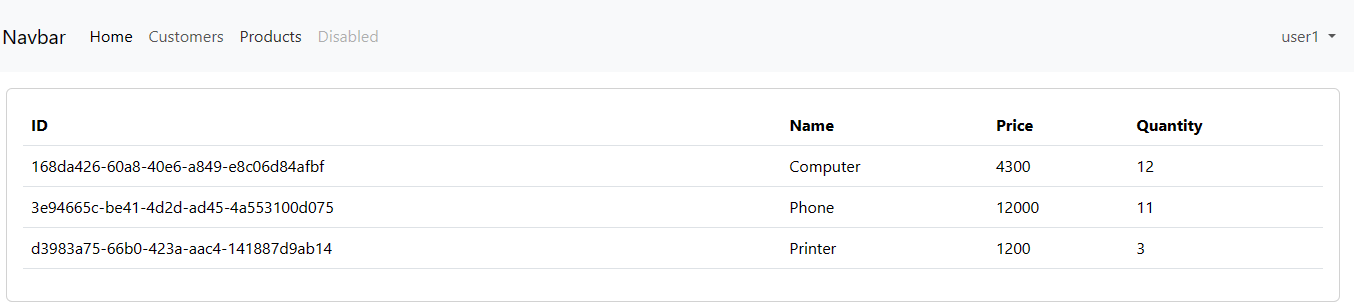 Navbar Home Customers Products Disabled user1
ID Name Price Quantity
168da426-60a8-40e6-a849-e8c06d84afbf Computer 4300 12
3e94665c-be41-4d2d-ad45-4a553100d075 Phone 12000 11
d3983a75-66b0-423a-aac4-141887d9ab14 Printer 1200 3